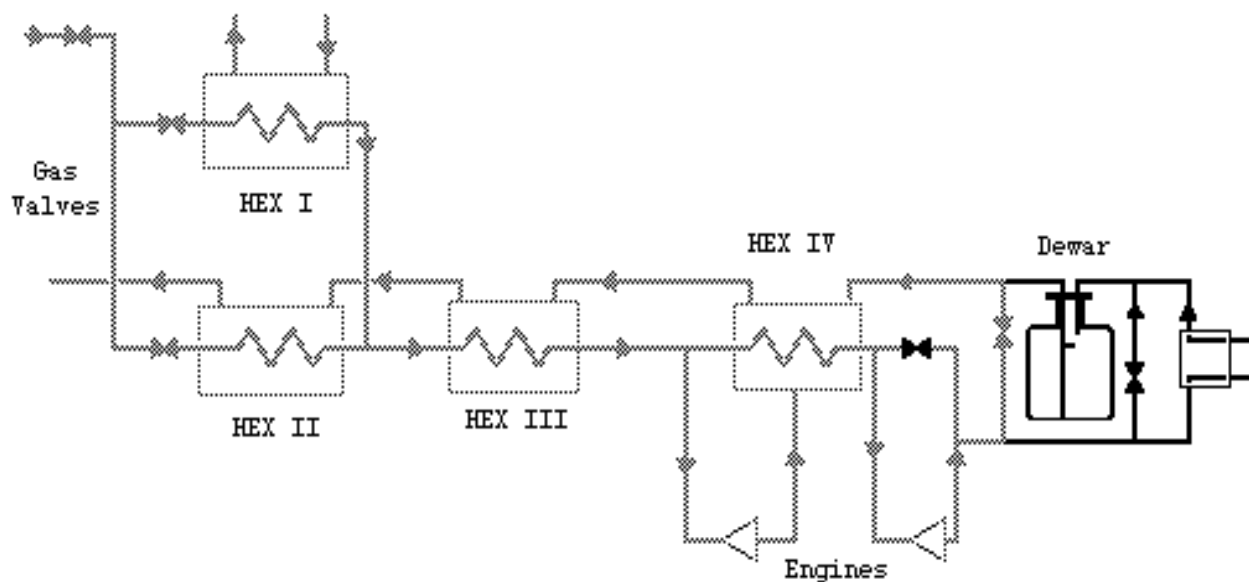 Gas
Valves
HEX I
HEX II
HEX III
HEX IV
Dewar
Engines